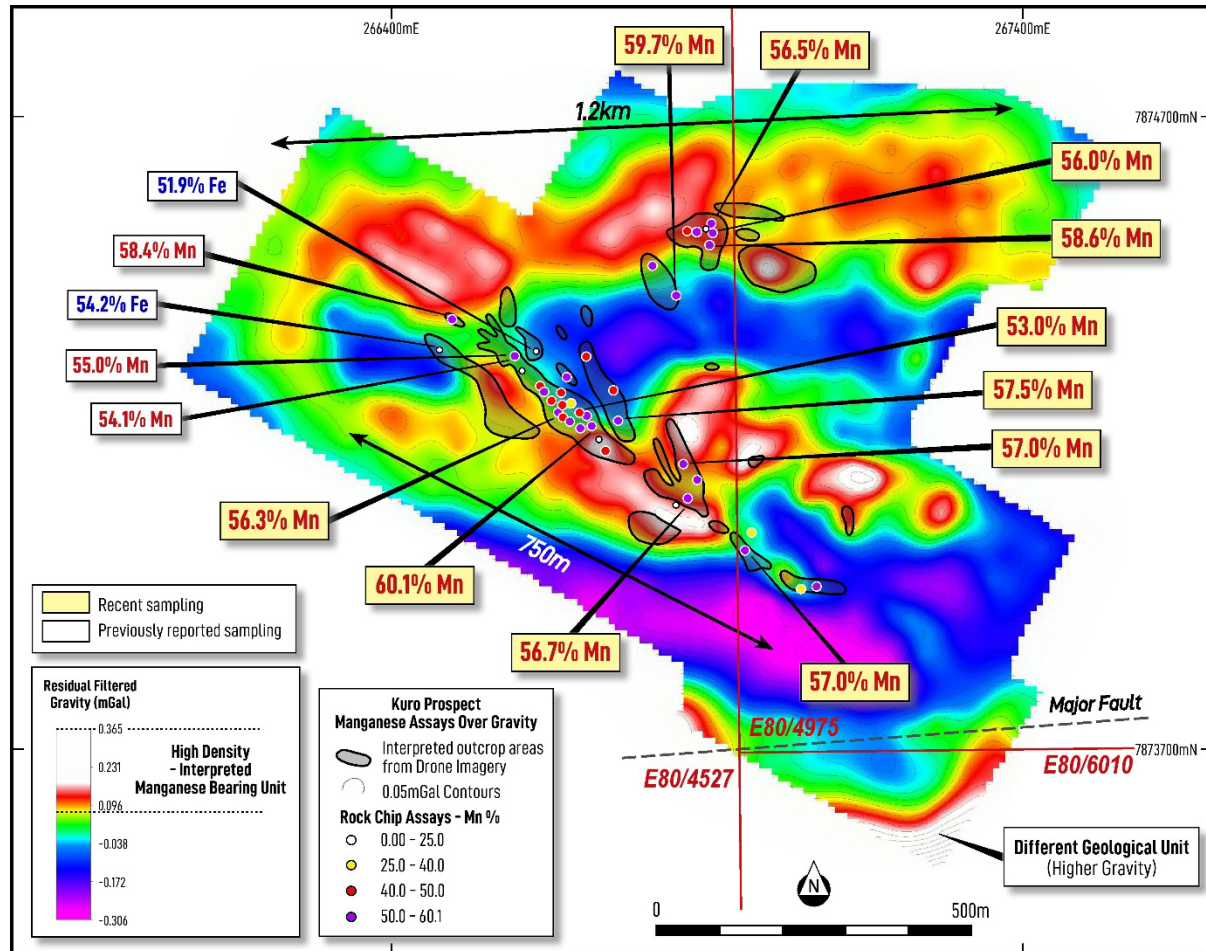 266400mE
267400mE
59.7% Mn
56.5% Mn
1.2km
7874700mN
51.9% Fe
56.0% Mn
58.4% Mn
58.6% Mn
54.2% Fe
53.0% Mn
55.0% Mn
57.5% Mn
54.1% Mn
57.0% Mn
56.3% Mn
750m
60.1% Mn
56.7% Mn
57.0% Mn
Recent sampling
Previously reported sampling
Residual Filtered
Gravity (mGal)
0.365
0.231
0.096
-0.038
-0.172
-0.306
High Density
- Interpreted
Manganese Bearing Unit
Kuro Prospect
Manganese Assays Over Gravity
Interpreted outcrop areas
from Drone Imagery
0.05mGal Contours
Rock Chip Assays - Mn %
0.00 - 25.0
25.0 - 40.0
40.0 - 50.0
50.0 - 60.1
Major Fault
E80/4975
7873700mN
E80/4527
E80/6010
Different Geological Unit
(Higher Gravity)
N
0
500m